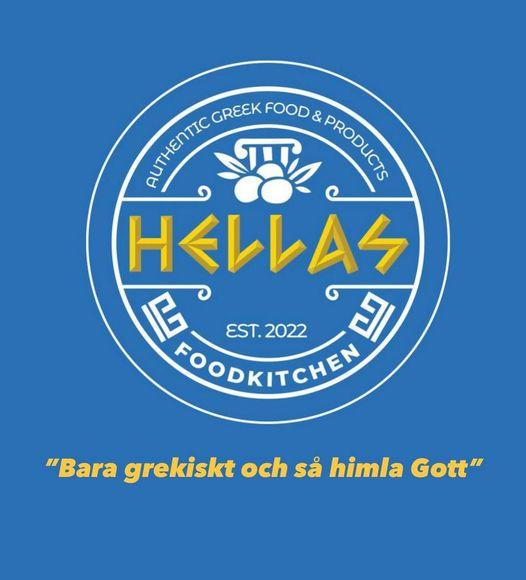 AUTHENTIC GREEK FOOD & PRODUCTS
HELLAS
EST. 2022
FOODKITCHEN
"Bara grekiskt och så himla Gott"